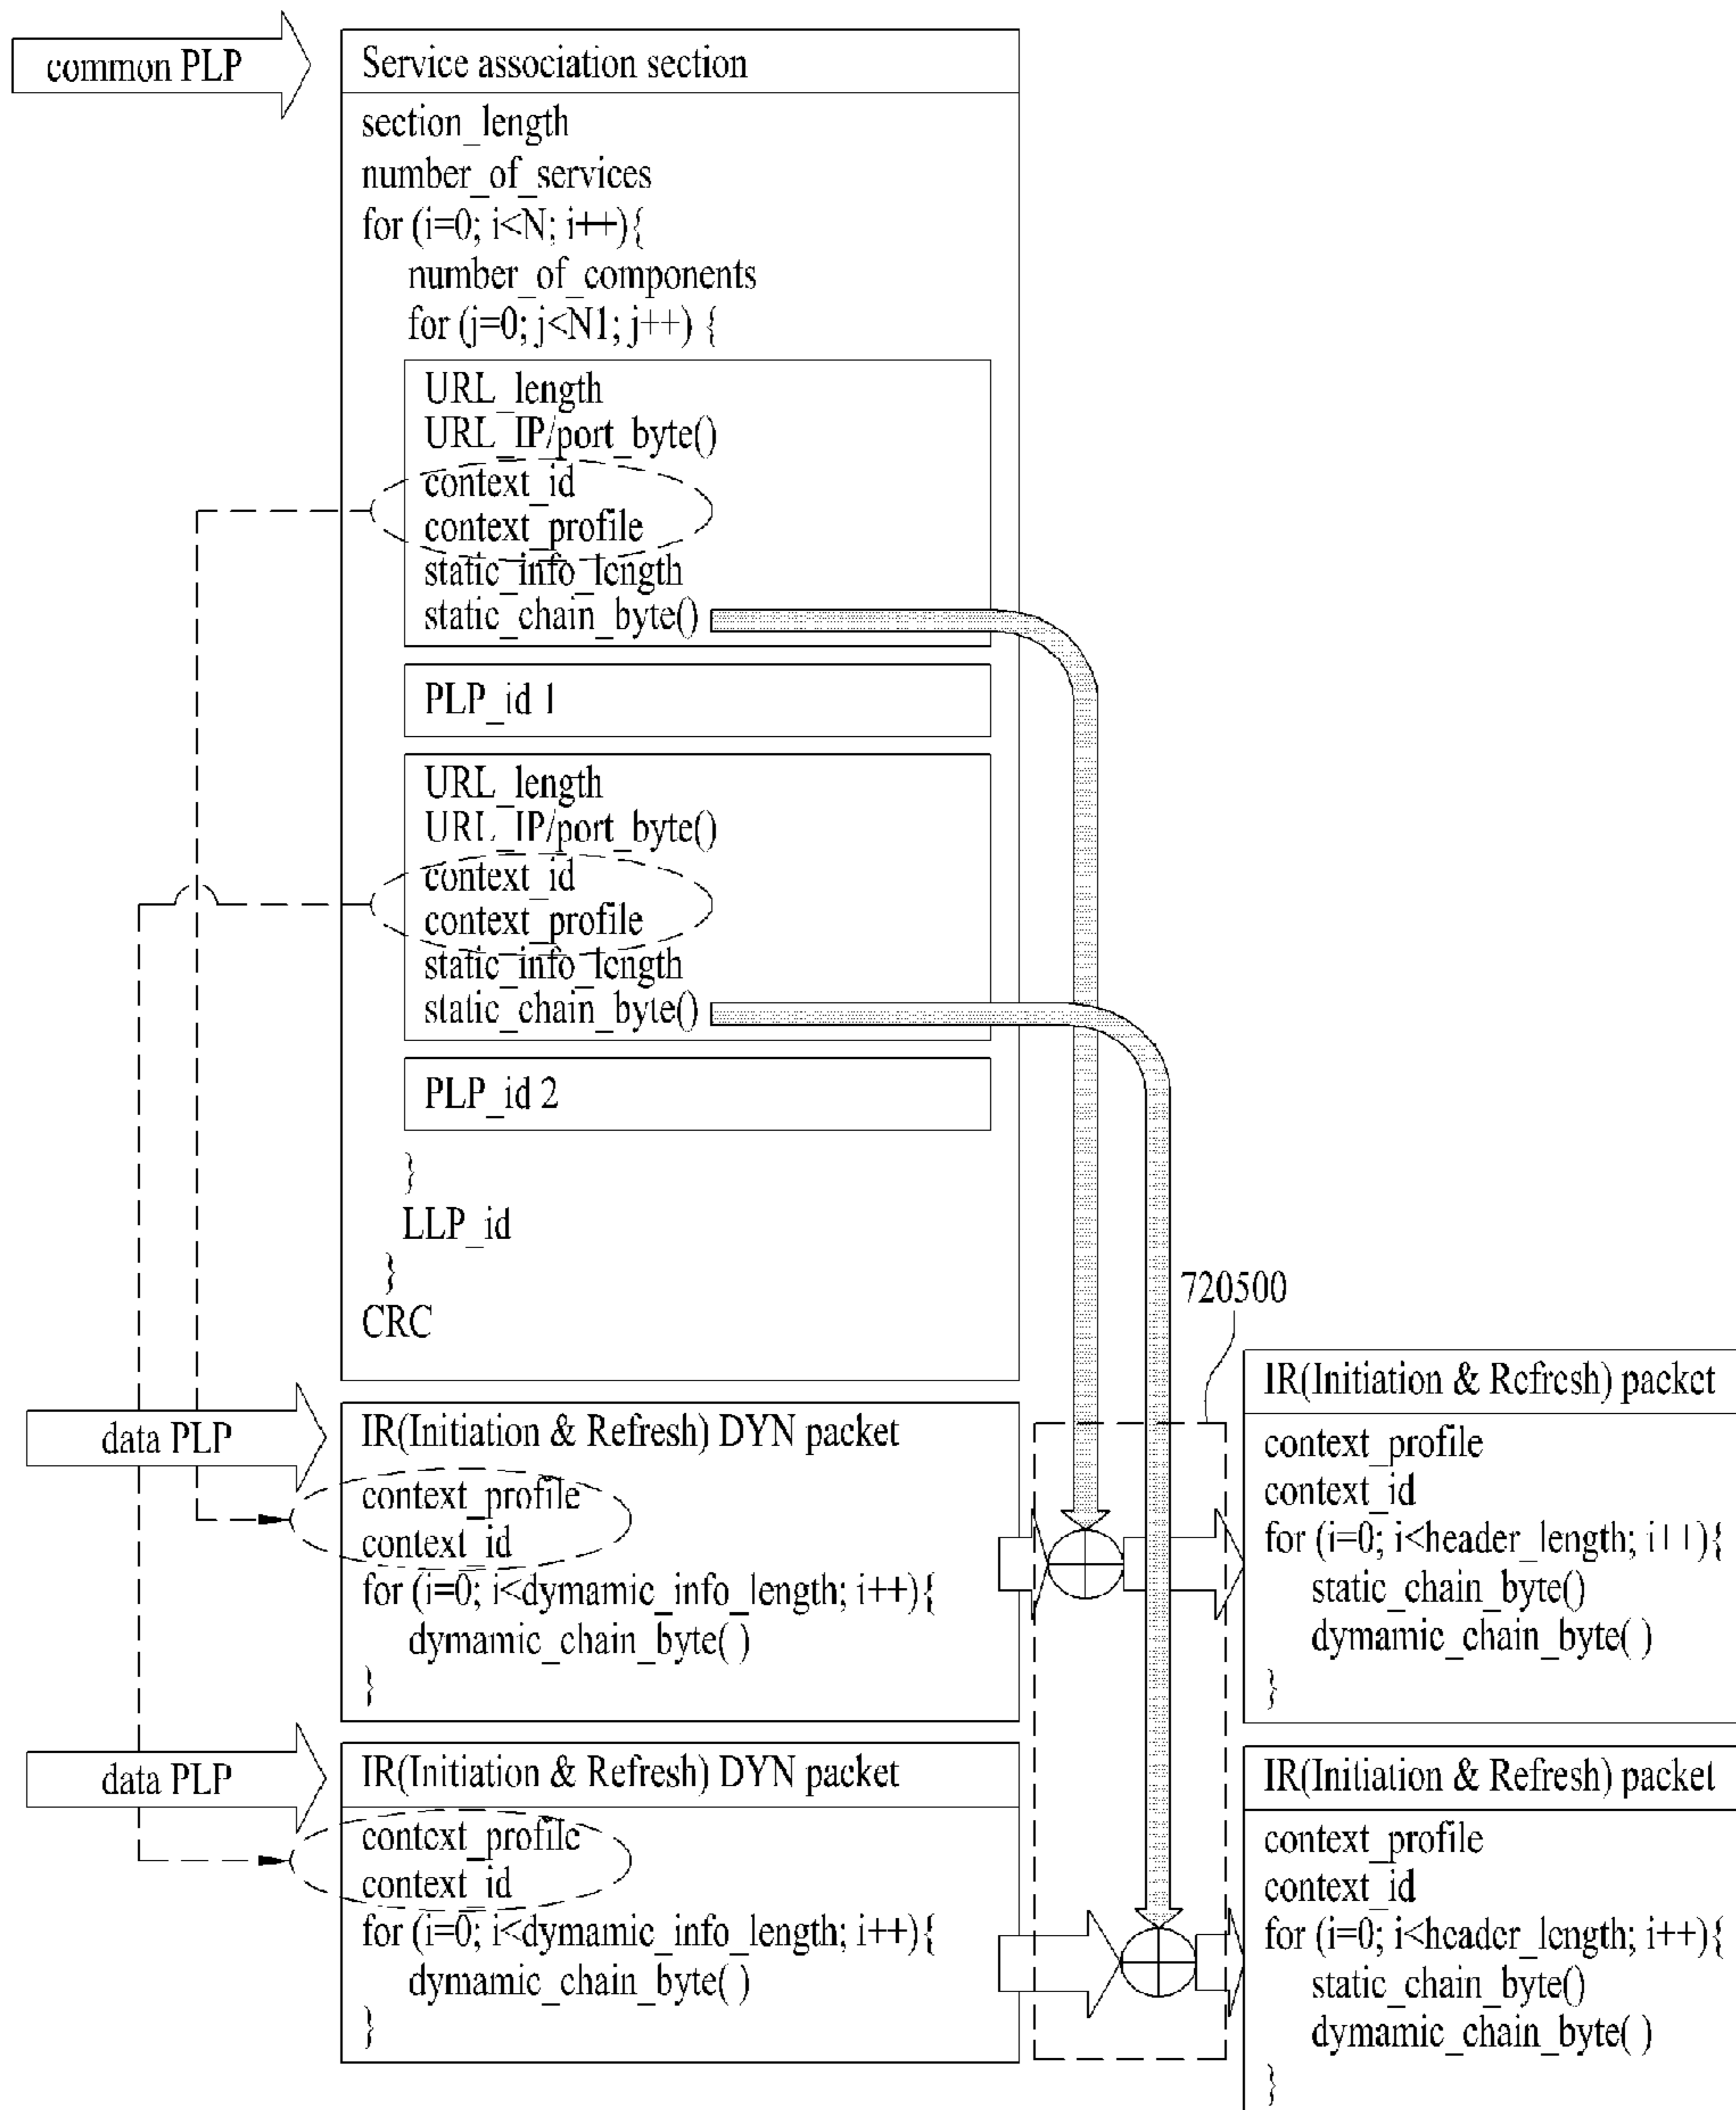 common PLP
Service association section
section_length
number_of_services
for (i=0; i<N; i++){
number_of_components
for (j=0; j<N1; j++) {
URL_length
URL_IP/port_byte()
context_id
context_profile
static_info_length
static_chain_byte()
PLP_id 1
URL_length
URL_IP/port_byte()
context_id
context_profile
static_info_length
static_chain_byte()
PLP_id 2
}
LLP_id
}
CRC
720500
data PLP
IR(Initiation & Refresh) DYN packet
context_profile
context_id
for (i=0; i<dymamic_info_length; i++){
dymamic_chain_byte( )
}
IR(Initiation & Refresh) packet
context_profile
context_id
for (i=0; i<header_length; i++){
static_chain_byte()
dymamic_chain_byte( )
}
data PLP
IR(Initiation & Refresh) DYN packet
context_profile
context_id
for (i=0; i<dymamic_info_length; i++){
dymamic_chain_byte( )
}
IR(Initiation & Refresh) packet
context_profile
context_id
for (i=0; i<header_length; i++){
static_chain_byte()
dymamic_chain_byte( )
}